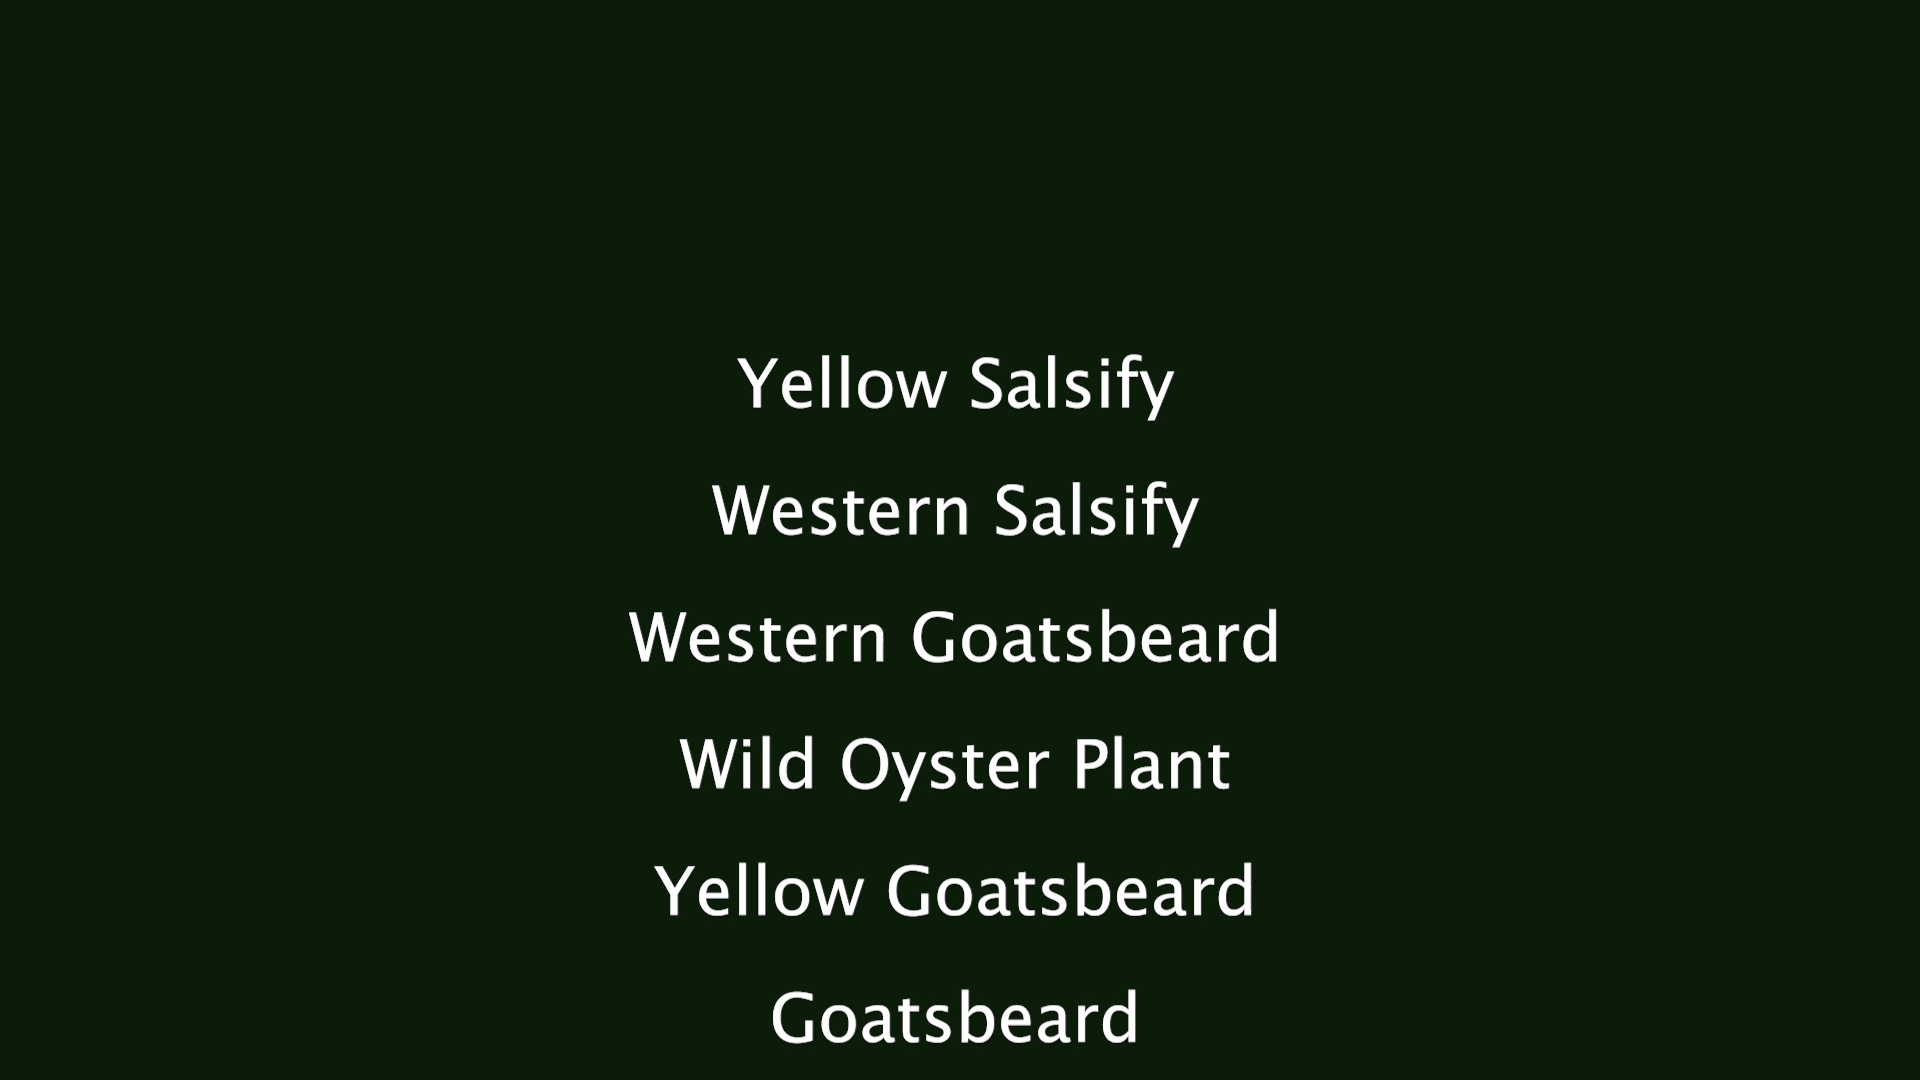 Yellow Salsify
Western Salsify
Western Goatsbeard
Wild Oyster Plant
Yellow Goatsbeard
Goatsbeard